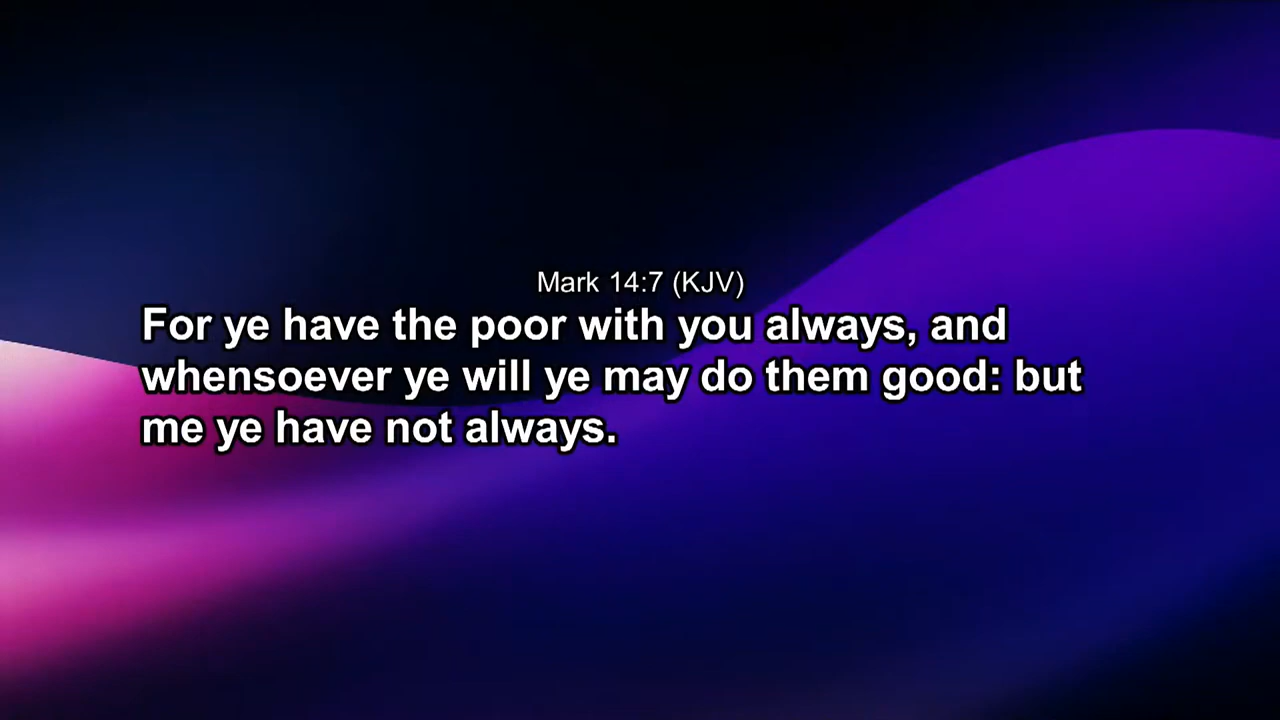 Mark 14:7 (KJV)
For ye have the poor with you always, and
whensoever ye will ye may do them good: but
me ye have not always.